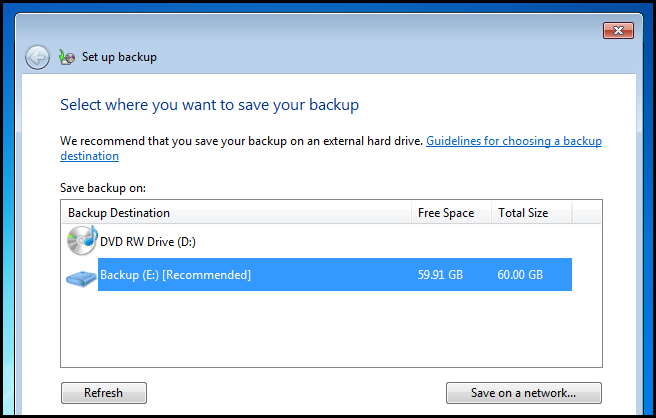 Set up backup
Select where you want to save your backup
We recommend that you save your backup on an external hard drive. Guidelines for choosing a backup
destination
Save backup on:
Backup Destination Free Space Total Size
DVD RW Drive (D:)
Backup (E:) [Recommended] 59.91 GB 60.00 GB
Refresh Save on a network...